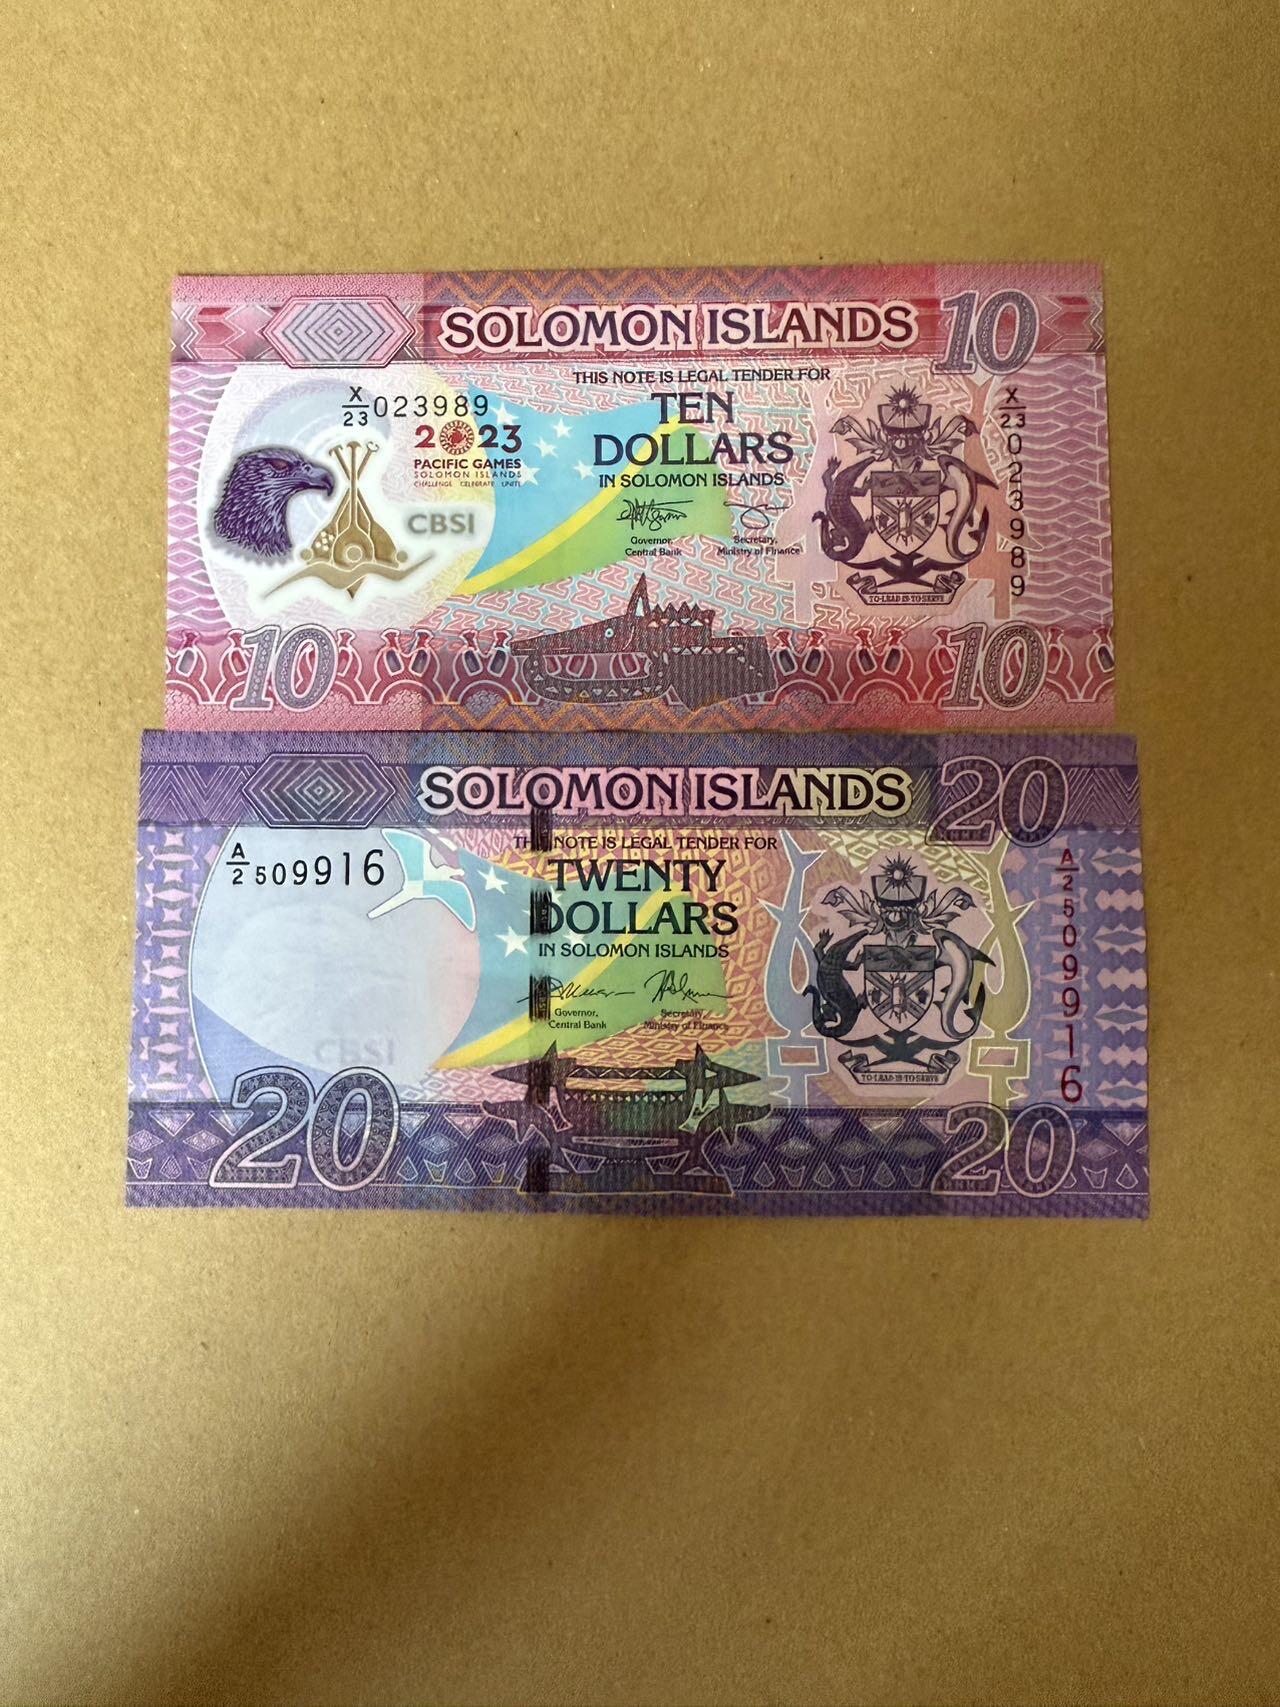 SOLOMON ISLANDS 10
THIS NOTE IS LEGAL TENDER FOR
X/23 023989
TEN
DOLLARS
IN SOLOMON ISLANDS
2023
PACIFIC GAMES
SOLOMON ISLANDS
CHALLENGE CELEBRATE UNITE
CBSI
Governor,
Central Bank
Secretary,
Ministry of Finance
X/23 023989
TO LEAD IS TO SERVE
10
10
SOLOMON ISLANDS 20
THIS NOTE IS LEGAL TENDER FOR
A/2 509916
TWENTY
DOLLARS
IN SOLOMON ISLANDS
Governor,
Central Bank
Secretary,
Ministry of Finance
CBSI
A/2 509916
TO LEAD IS TO SERVE
20
20